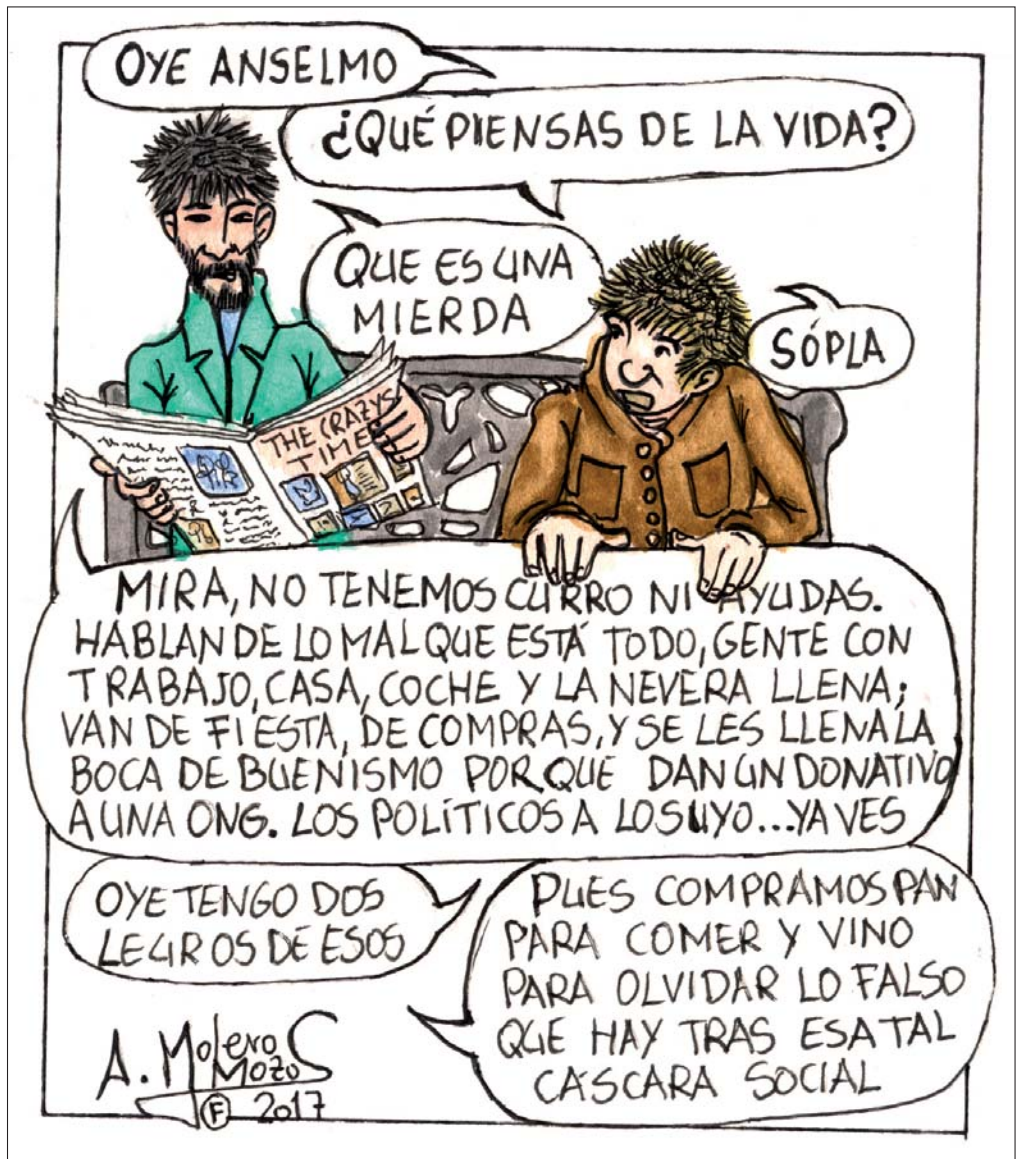 OYE ANSELMO
¿QUÉ PIENSAS DE LA VIDA?
QUE ES UNA
MIERDA
SÓPLA
THE CRAZYS
TIMES
MIRA, NO TENEMOS CURRO NI AYUDAS.
HABLAN DE LO MAL QUE ESTÁ TODO, GENTE CON
TRABAJO, CASA, COCHE Y LA NEVERA LLENA;
VAN DE FIESTA, DE COMPRAS, Y SE LES LLENA LA
BOCA DE BUENISMO PORQUE DAN UN DONATIVO
A UNA ONG. LOS POLÍTICOS A LO SUYO...YA VES
OYE TENGO DOS
LEUROS DE ESOS
PUES COMPRAMOS PAN
PARA COMER Y VINO
PARA OLVIDAR LO FALSO
QUE HAY TRAS ESA TAL
CÁSCARA SOCIAL
A. Molero
Mozos
F 2017